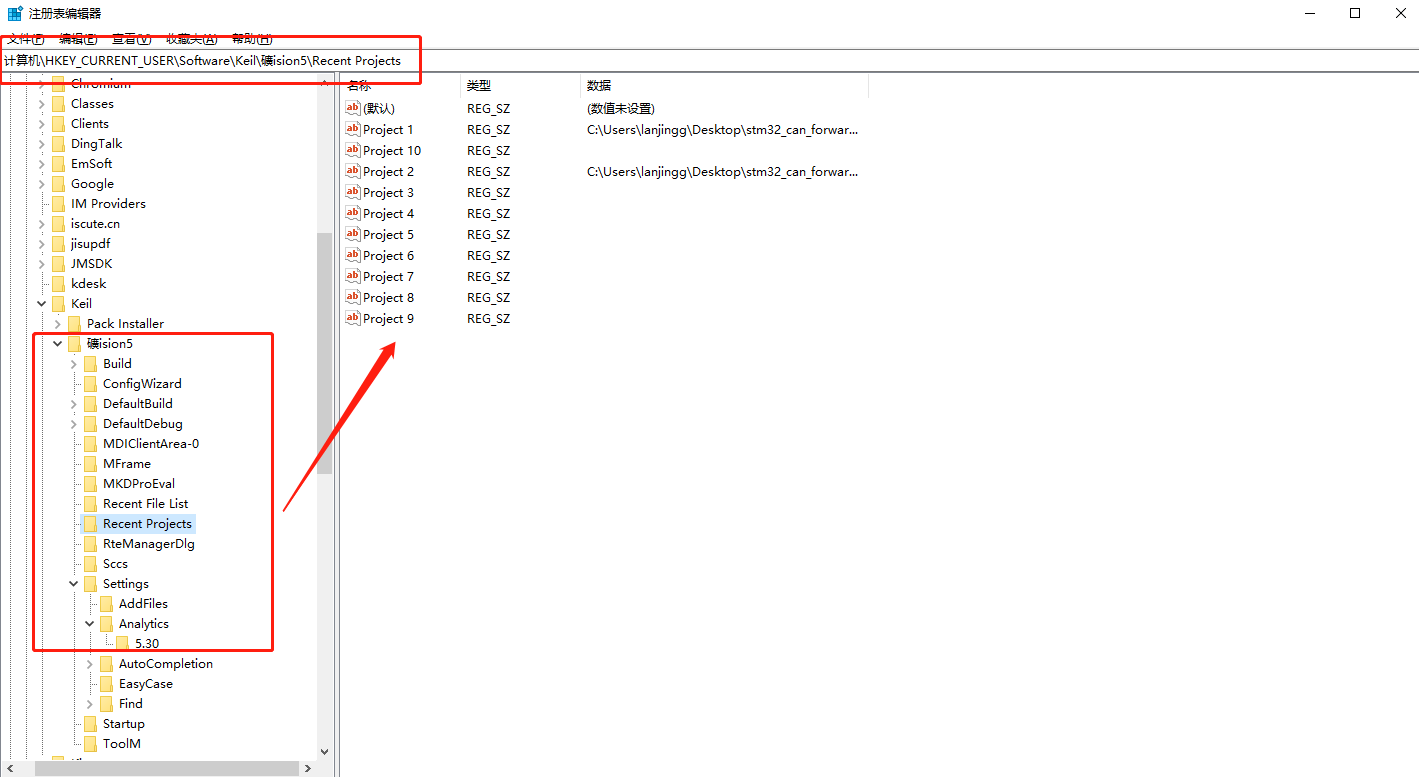 注册表编辑器
文件(F) 编辑(E) 查看(V) 收藏夹(A) 帮助(H)
计算机\HKEY_CURRENT_USER\Software\Keil\礦ision5\Recent Projects
Chromium
Classes
Clients
DingTalk
EmSoft
Google
IM Providers
iscute.cn
jisupdf
JMSDK
kdesk
Keil
Pack Installer
礦ision5
Build
ConfigWizard
DefaultBuild
DefaultDebug
MDIClientArea-0
MFrame
MKDProEval
Recent File List
Recent Projects
RteManagerDlg
Sccs
Settings
AddFiles
Analytics
5.30
AutoCompletion
EasyCase
Find
Startup
ToolM
名称 类型 数据
(默认) REG_SZ (数值未设置)
Project 1 REG_SZ C:\Users\lanjingg\Desktop\stm32_can_forwar...
Project 10 REG_SZ
Project 2 REG_SZ C:\Users\lanjingg\Desktop\stm32_can_forwar...
Project 3 REG_SZ
Project 4 REG_SZ
Project 5 REG_SZ
Project 6 REG_SZ
Project 7 REG_SZ
Project 8 REG_SZ
Project 9 REG_SZ